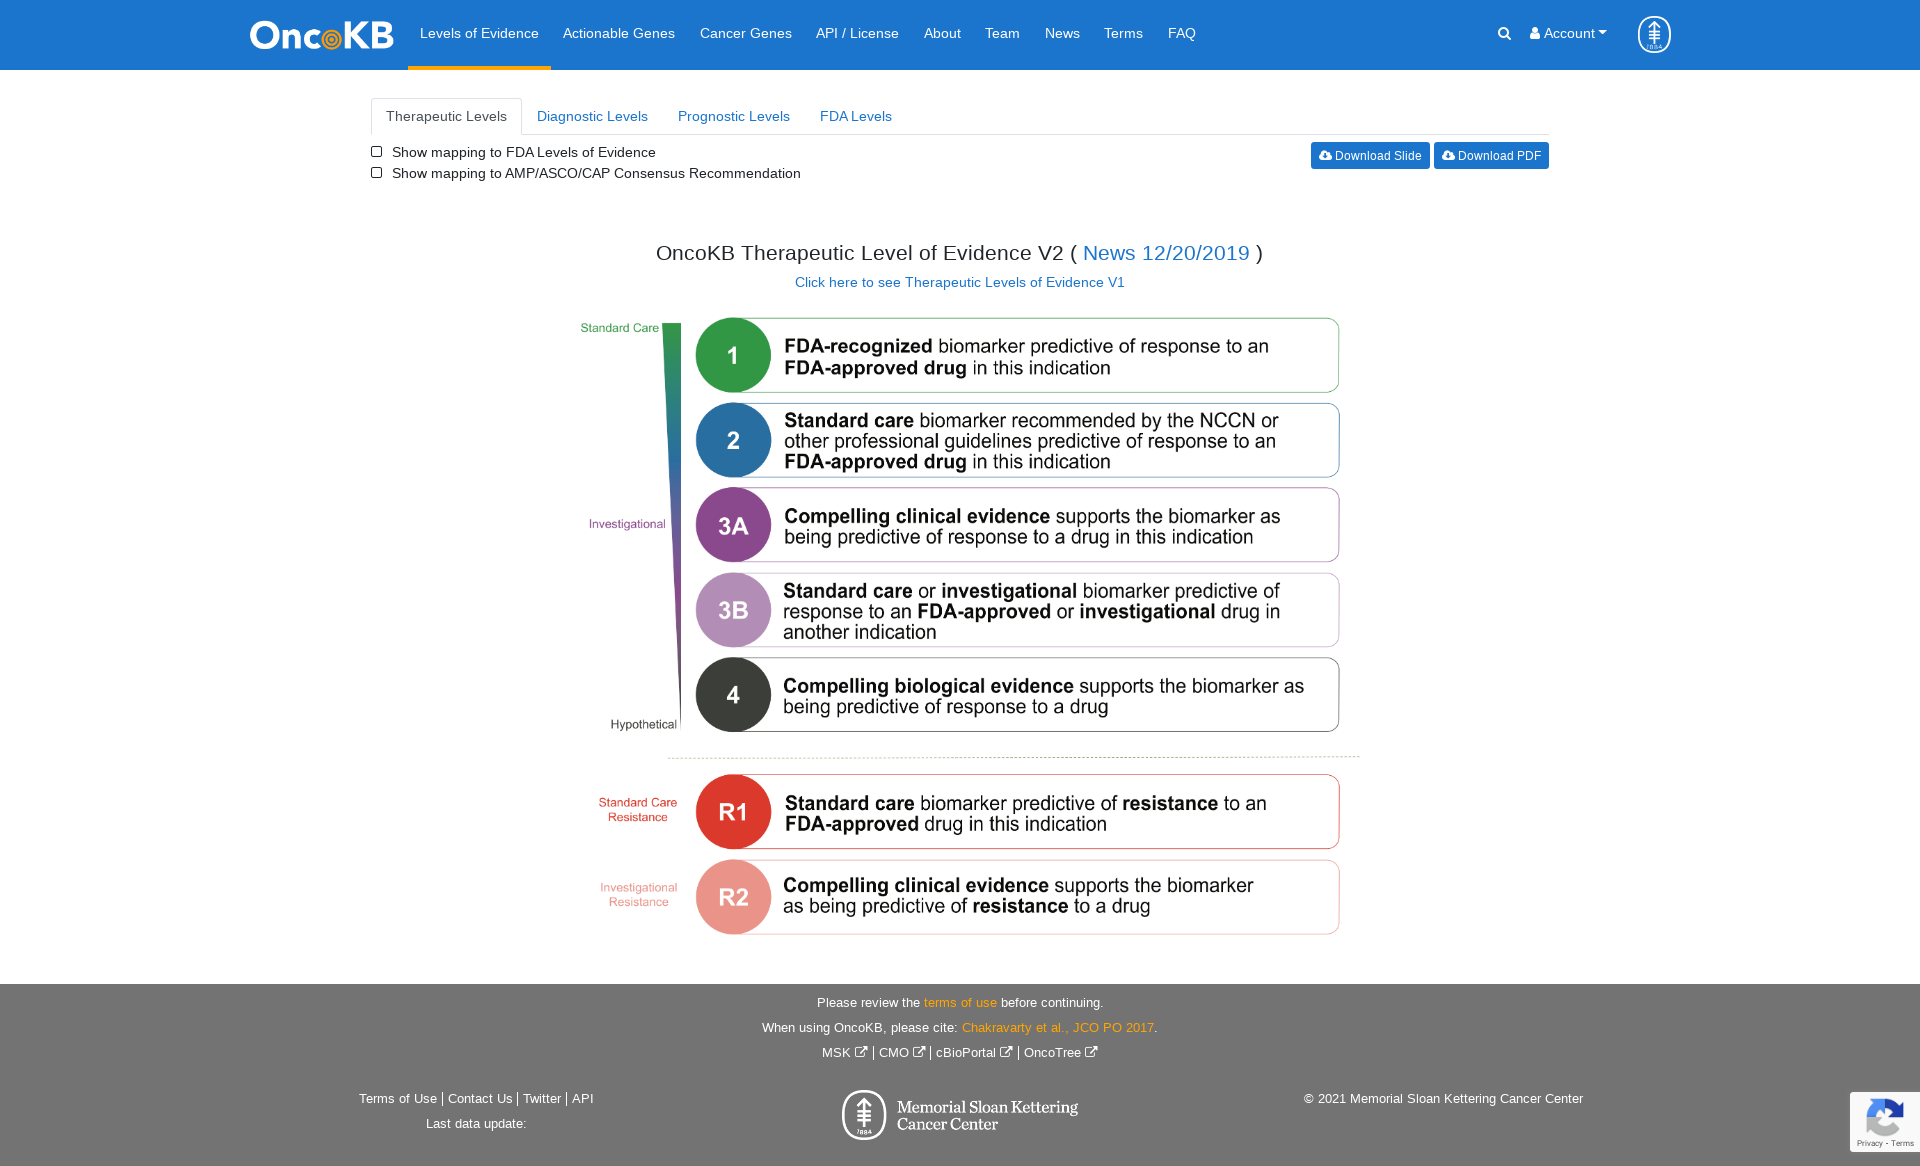 OncoKB Levels of Evidence Actionable Genes Cancer Genes API / License About Team News Terms FAQ Account
Therapeutic Levels Diagnostic Levels Prognostic Levels FDA Levels
Show mapping to FDA Levels of Evidence
Download Slide Download PDF
Show mapping to AMP/ASCO/CAP Consensus Recommendation
OncoKB Therapeutic Level of Evidence V2 ( News 12/20/2019 )
Click here to see Therapeutic Levels of Evidence V1
Standard Care
1
FDA-recognized biomarker predictive of response to an
FDA-approved drug in this indication
2
Standard care biomarker recommended by the NCCN or
other professional guidelines predictive of response to an
FDA-approved drug in this indication
Investigational
3A
Compelling clinical evidence supports the biomarker as
being predictive of response to a drug in this indication
3B
Standard care or investigational biomarker predictive of
response to an FDA-approved or investigational drug in
another indication
4
Compelling biological evidence supports the biomarker as
being predictive of response to a drug
Hypothetical
Standard Care
Resistance
R1
Standard care biomarker predictive of resistance to an
FDA-approved drug in this indication
Investigational
Resistance
R2
Compelling clinical evidence supports the biomarker
as being predictive of resistance to a drug
Please review the terms of use before continuing.
When using OncoKB, please cite: Chakravarty et al., JCO PO 2017.
MSK | CMO | cBioPortal | OncoTree
Terms of Use | Contact Us | Twitter | API
Last data update:
1884
Memorial Sloan Kettering
Cancer Center
© 2021 Memorial Sloan Kettering Cancer Center
Privacy - Terms